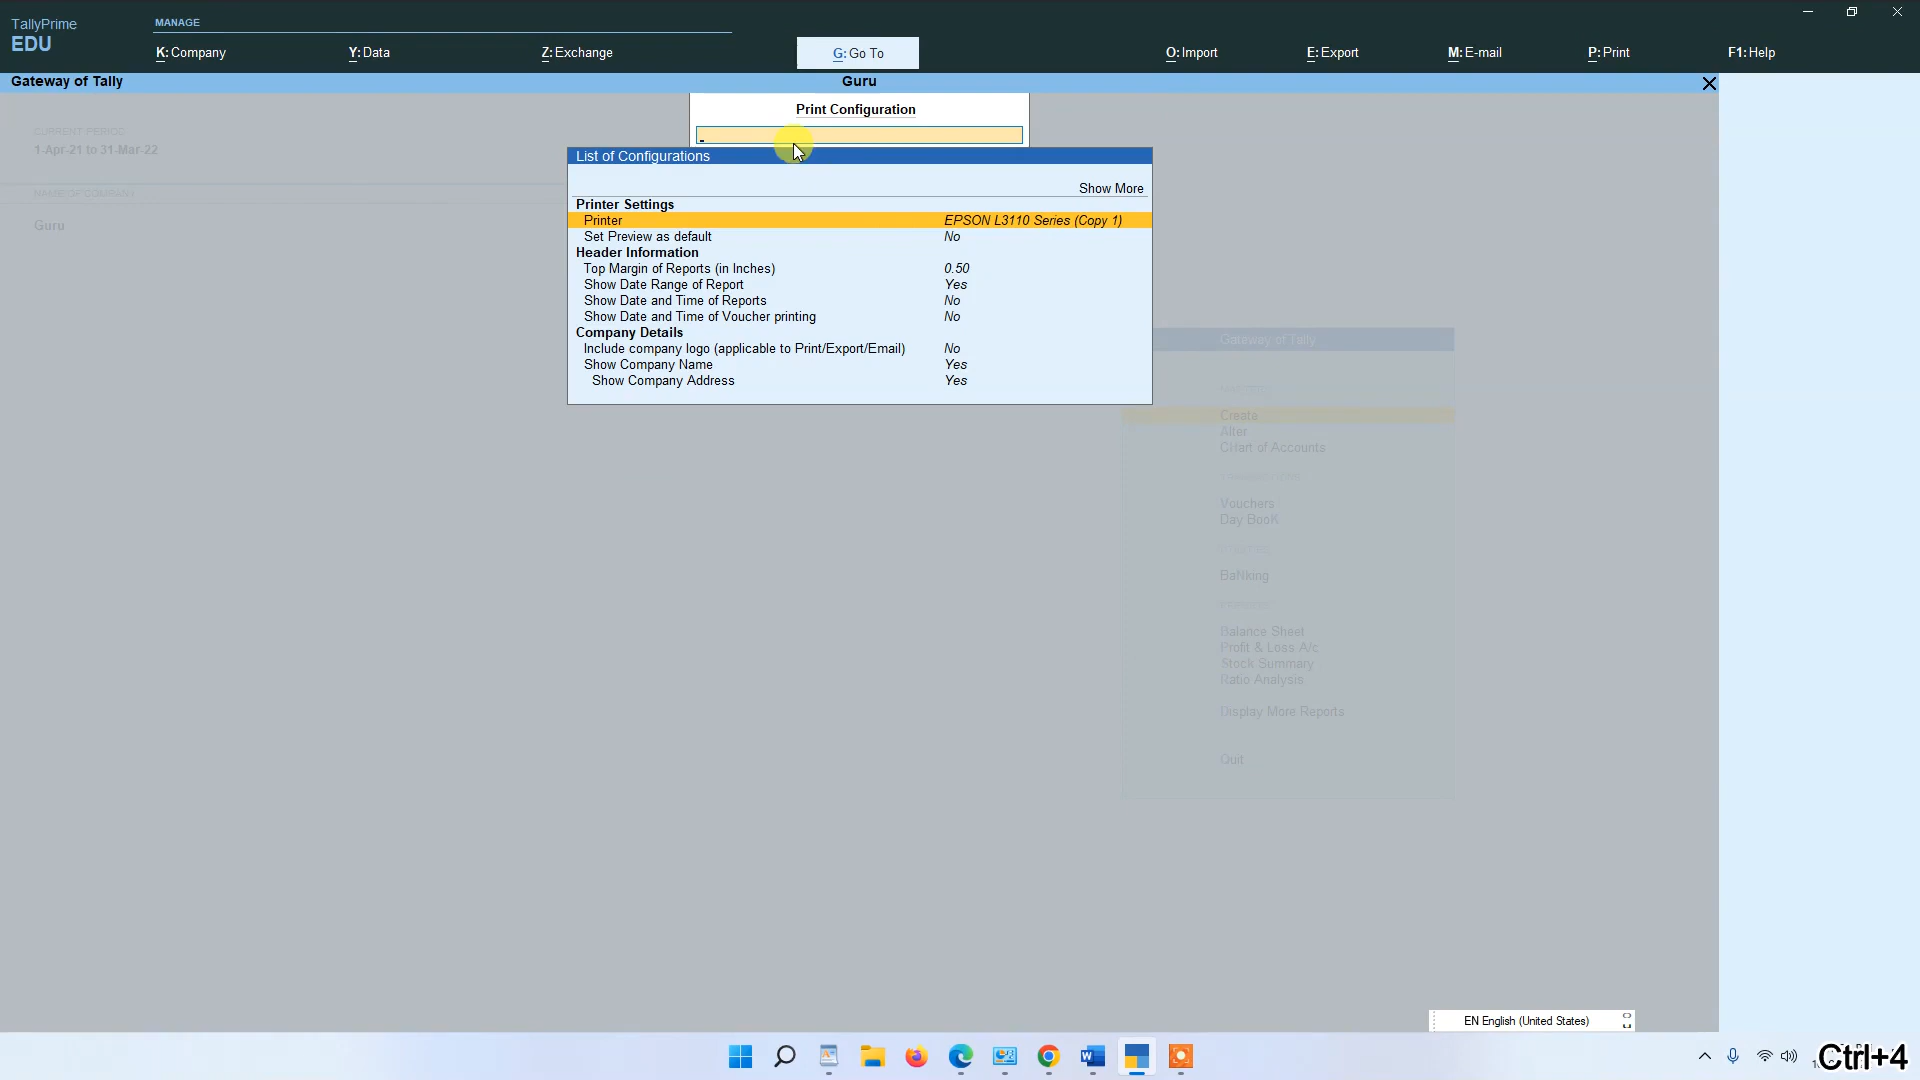 TallyPrime
EDU
MANAGE
K: Company
Y: Data
Z: Exchange
G: Go To
O: Import
E: Export
M: E-mail
P: Print
F1: Help
Gateway of Tally
Guru
CURRENT PERIOD
1-Apr-21 to 31-Mar-22
NAME OF COMPANY
Guru
Print Configuration
List of Configurations
Show More
Printer Settings
Printer EPSON L3110 Series (Copy 1)
Set Preview as default No
Header Information
Top Margin of Reports (in Inches) 0.50
Show Date Range of Report Yes
Show Date and Time of Reports No
Show Date and Time of Voucher printing No
Company Details
Include company logo (applicable to Print/Export/Email) No
Show Company Name Yes
Show Company Address Yes
Gateway of Tally
MASTERS
Create
Alter
CHart of Accounts
Vouchers
Day BooK
BaNking
Balance Sheet
Profit & Loss A/c
Stock Summary
Ratio Analysis
Display More Reports
Quit
EN English (United States)
Ctrl+4